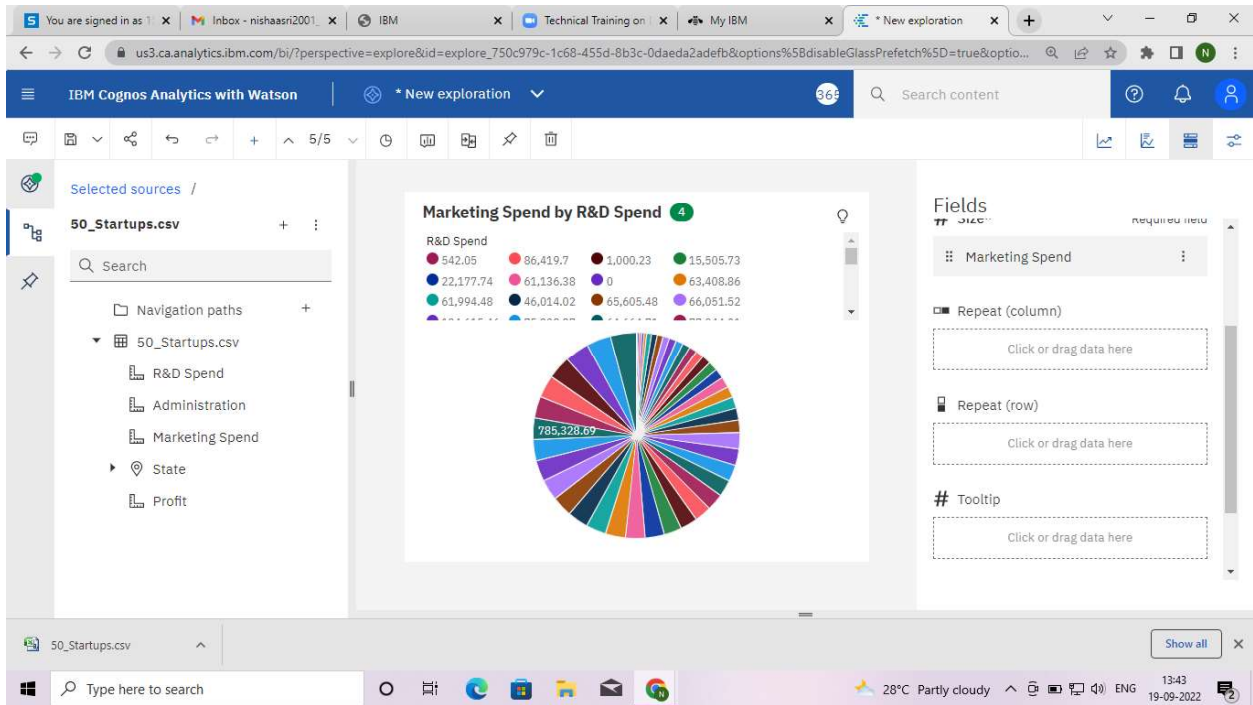 You are signed in as 1
Inbox - nishaasri2001_
IBM
Technical Training on
My IBM
* New exploration
us3.ca.analytics.ibm.com/bi/?perspective=explore&id=explore_750c979c-1c68-455d-8b3c-0daeda2adefb&options%5BdisableGlassPrefetch%5D=true&optio...
N
IBM Cognos Analytics with Watson
* New exploration
365
Search content
5/5
Selected sources /
50_Startups.csv
Search
Navigation paths
50_Startups.csv
R&D Spend
Administration
Marketing Spend
State
Profit
Marketing Spend by R&D Spend 4
R&D Spend
542.05 86,419.7 1,000.23 15,505.73
22,177.74 61,136.38 0 63,408.86
61,994.48 46,014.02 65,605.48 66,051.52
785,328.69
Fields
# Size* Required field
Marketing Spend
Repeat (column)
Click or drag data here
Repeat (row)
Click or drag data here
# Tooltip
Click or drag data here
50_Startups.csv
Show all
Type here to search
N
28°C Partly cloudy
ENG
13:43
19-09-2022
2